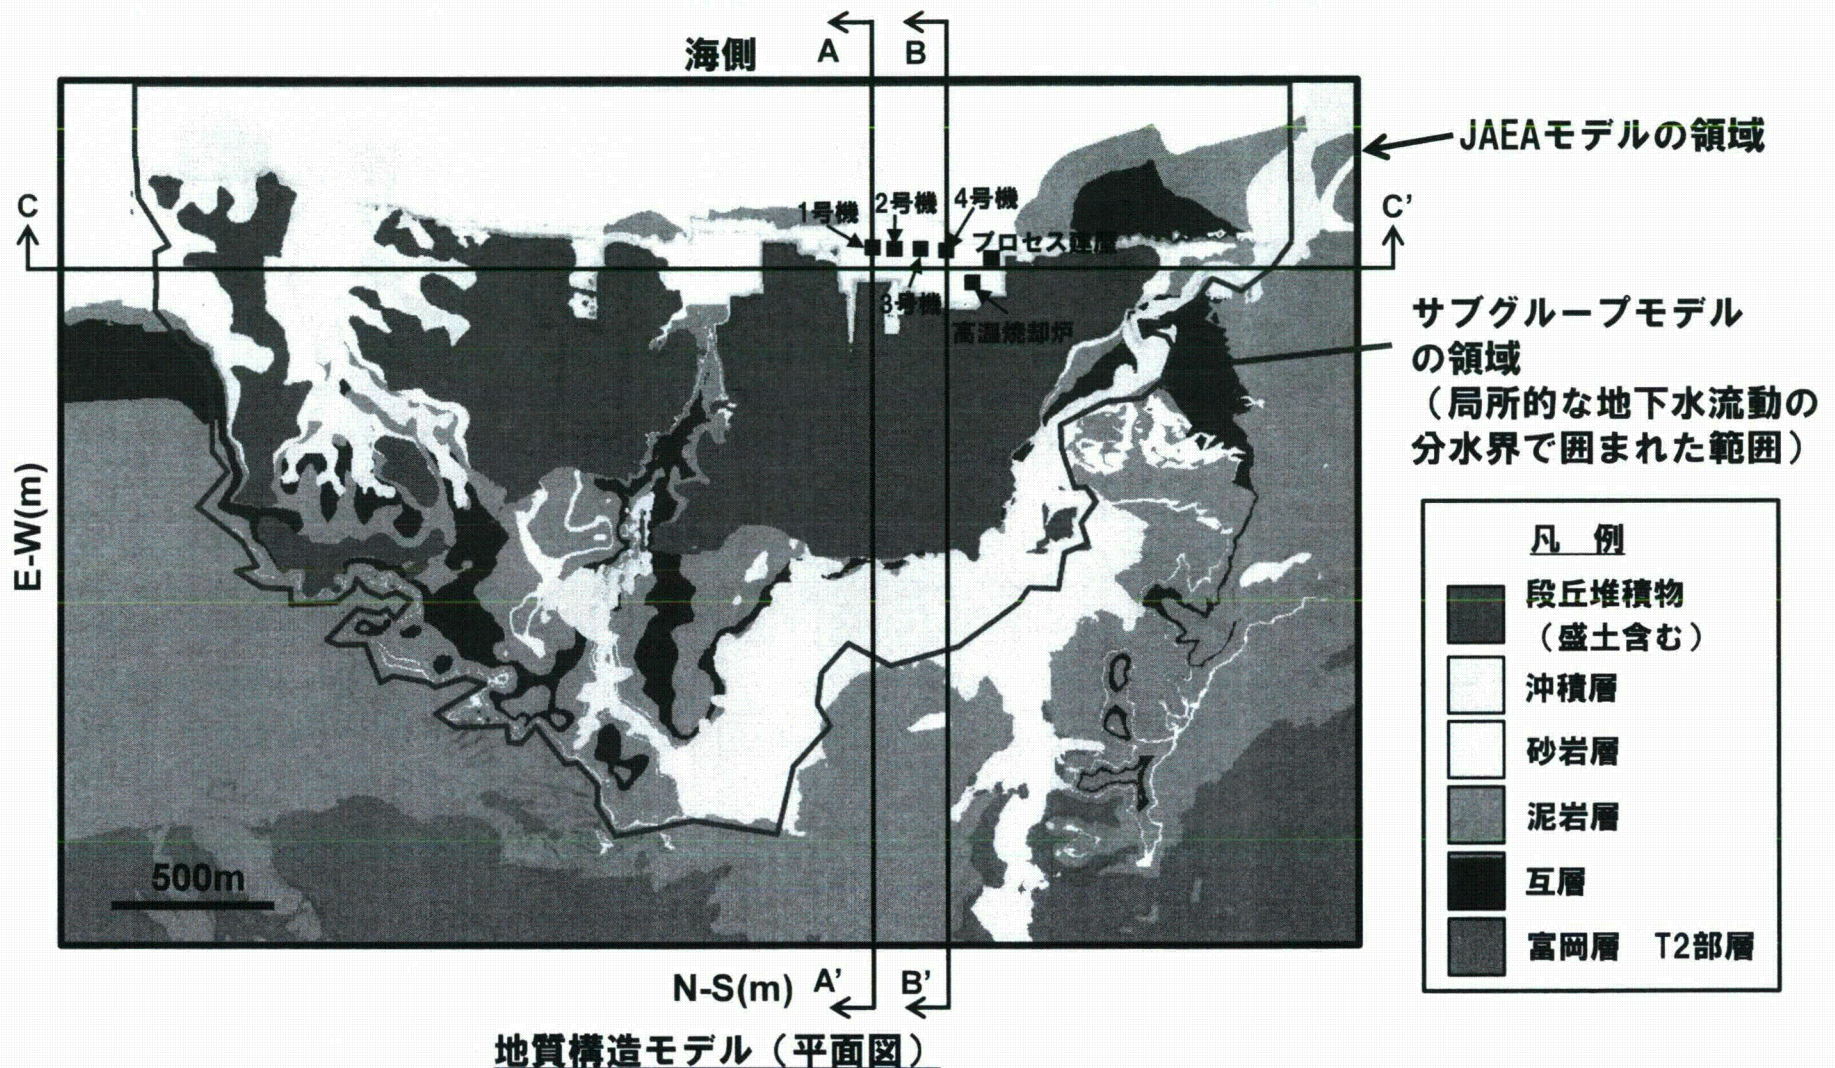 海側
A
B
JAEAモデルの領域
C
C'
1号機
2号機
4号機
プロセス建屋
3号機
高温焼却炉
サブグループモデル
の領域
（局所的な地下水流動の
分水界で囲まれた範囲）
E-W(m)
凡 例
段丘堆積物
（盛土含む）
沖積層
砂岩層
泥岩層
互層
富岡層 T2部層
500m
N-S(m)
A'
B'
地質構造モデル（平面図）